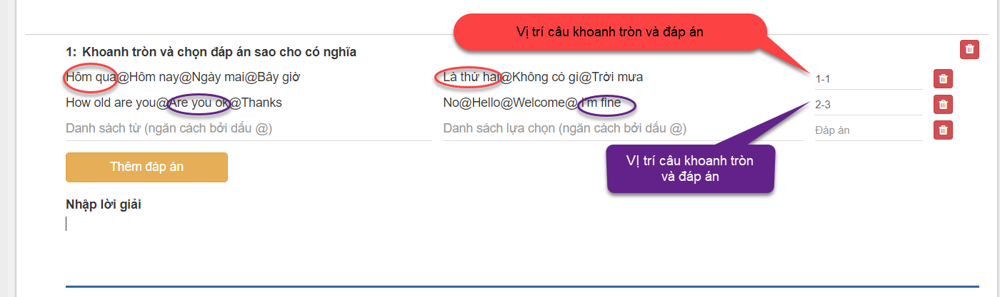 Vị trí câu khoanh tròn và đáp án
1: Khoanh tròn và chọn đáp án sao cho có nghĩa
Hôm qua@Hôm nay@Ngày mai@Bây giờ
Là thứ hai@Không có gì@Trời mưa
1-1
How old are you@Are you ok@Thanks
No@Hello@Welcome@ I'm fine
2-3
Danh sách từ (ngăn cách bởi dấu @)
Danh sách lựa chọn (ngăn cách bởi dấu @)
Đáp án
Thêm đáp án
VỊ trí câu khoanh tròn
và đáp án
Nhập lời giải